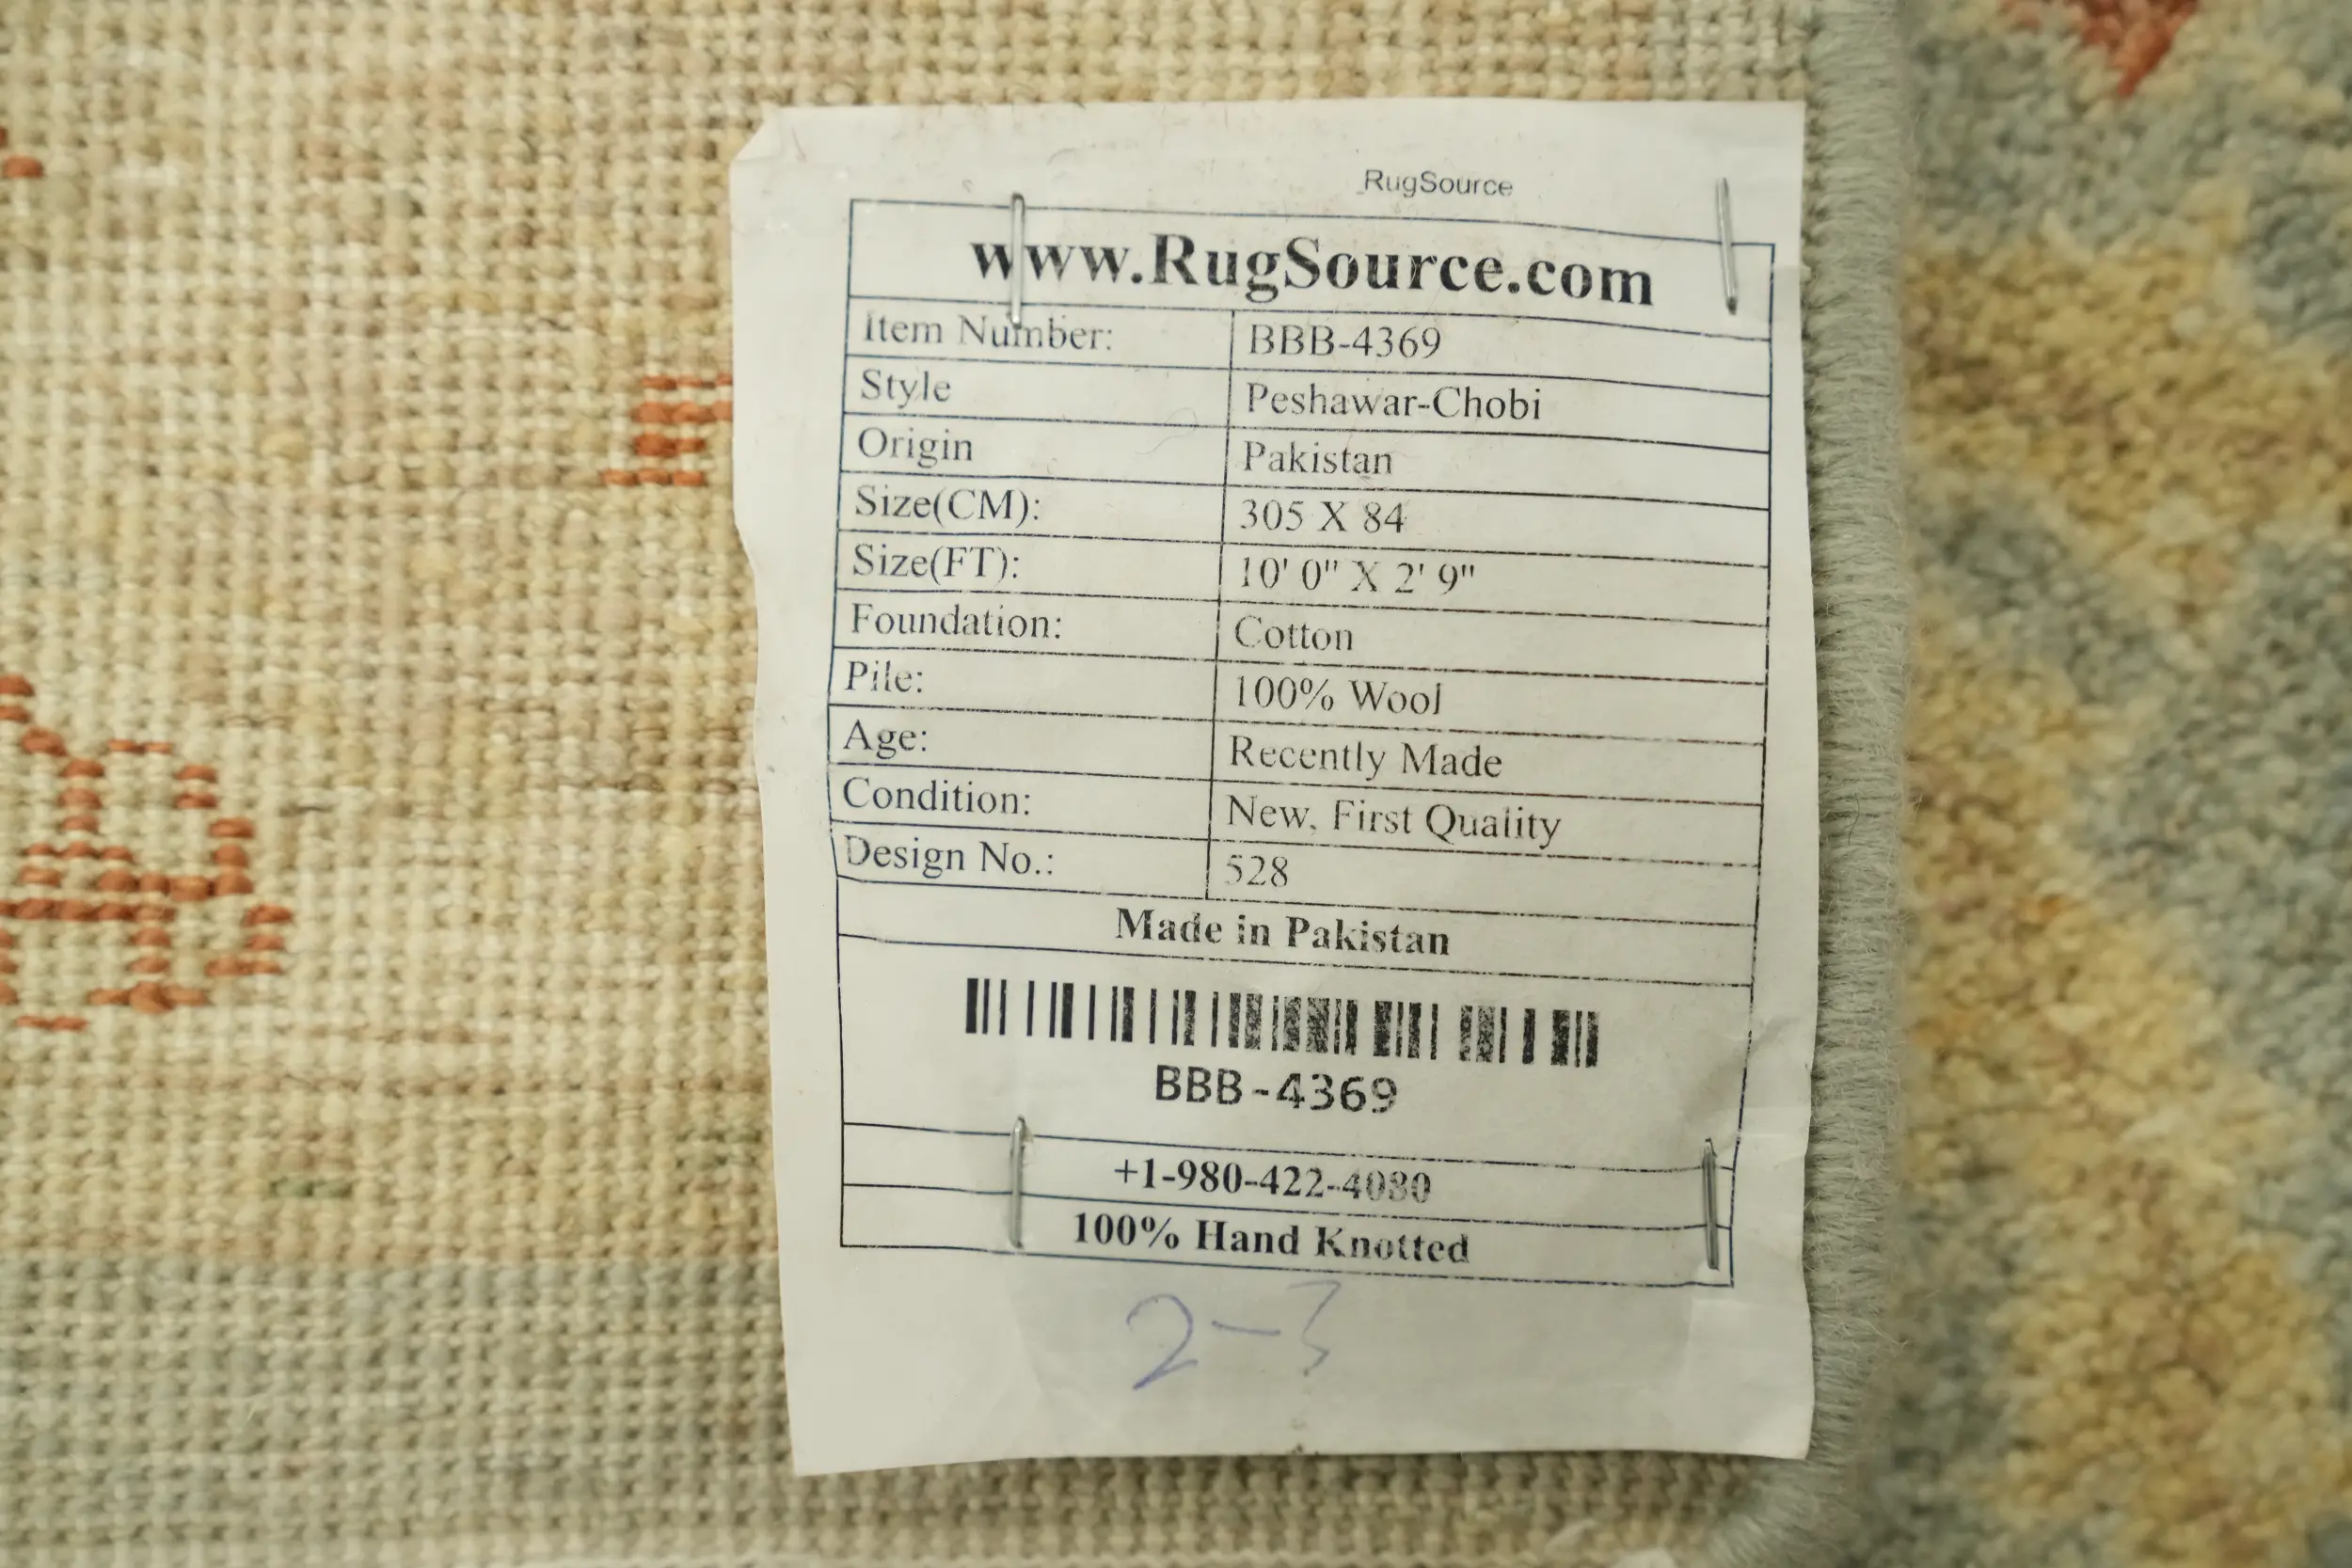 RugSource
www.RugSource.com
Item Number: BBB-4369
Style Peshawar-Chobi
Origin Pakistan
Size(CM): 305 X 84
Size(FT): 10' 0" X 2' 9"
Foundation: Cotton
Pile: 100% Wool
Age: Recently Made
Condition: New, First Quality
Design No.: 528
Made in Pakistan
BBB-4369
+1-980-422-4080
100% Hand Knotted
2-3